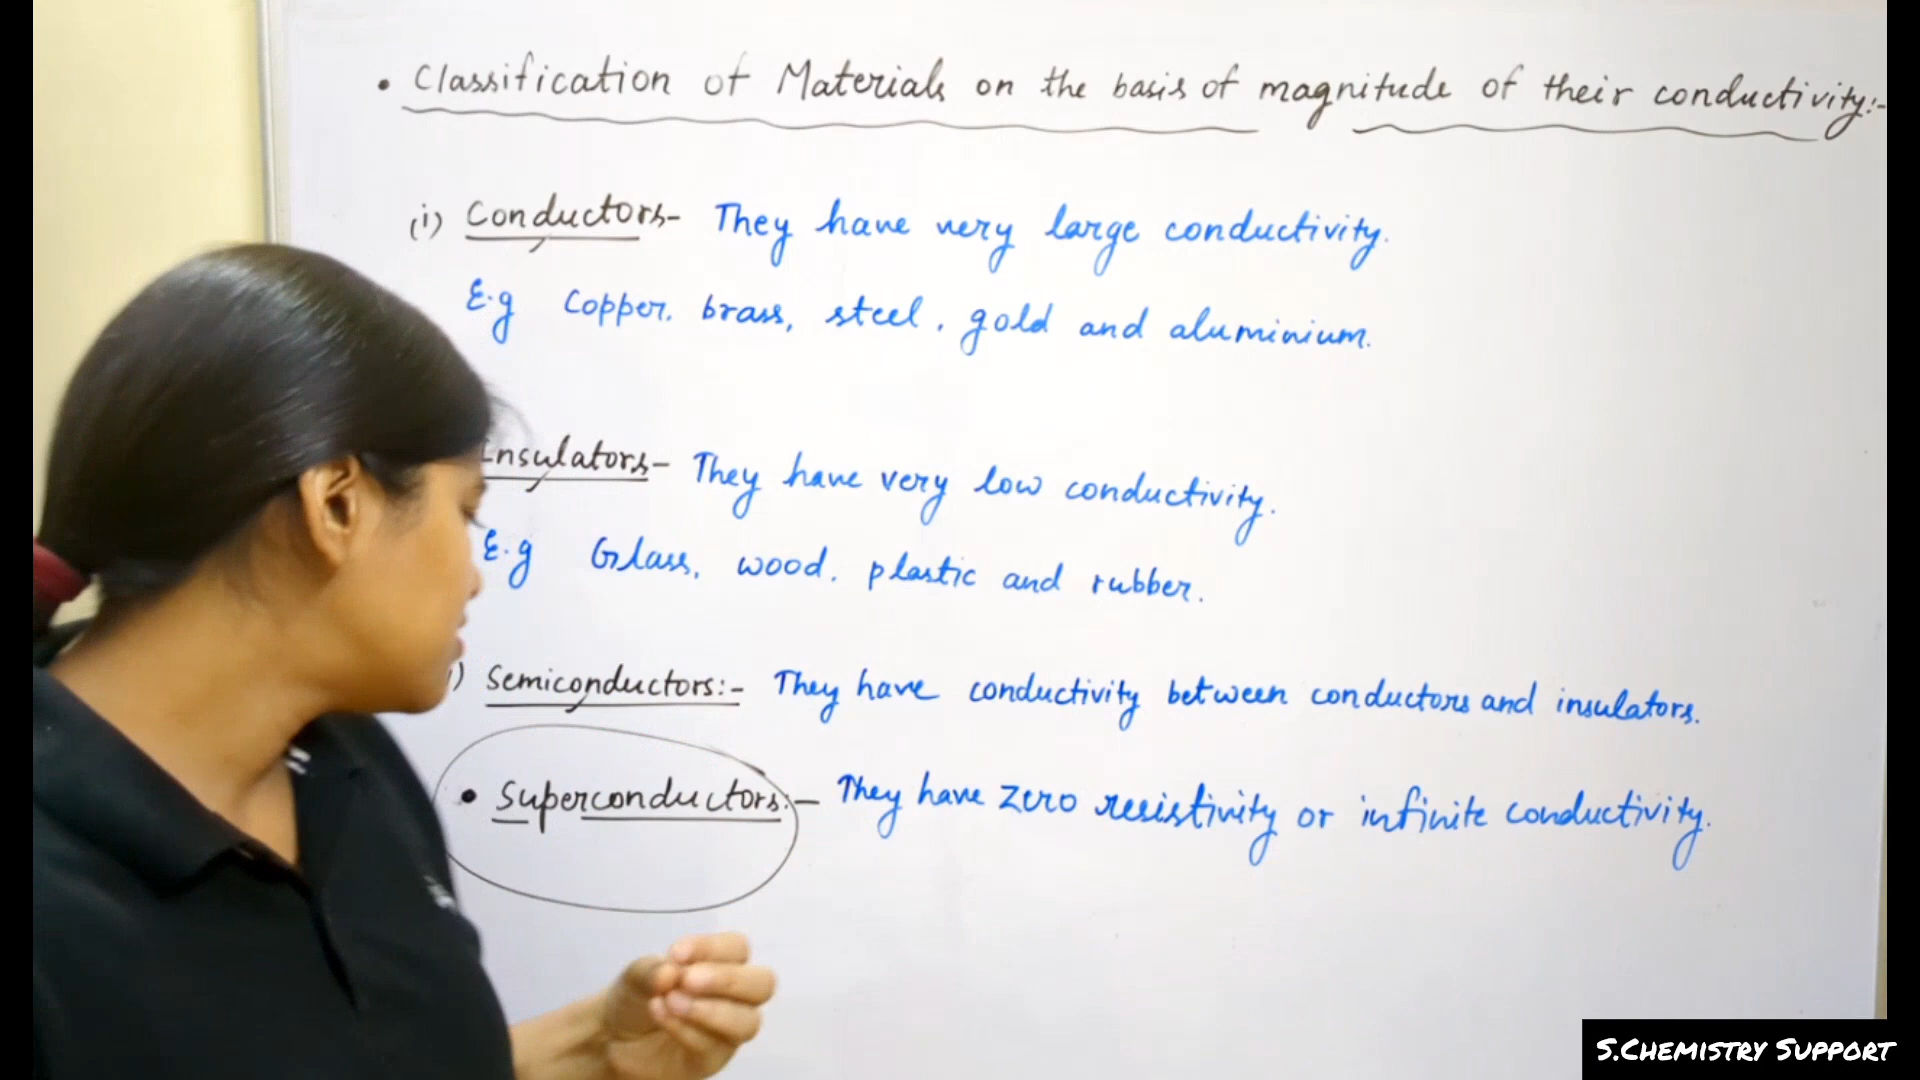 • Classification of Materials on the basis of magnitude of their conductivity:-
(i) Conductors- They have very large conductivity.
E.g Copper, brass, steel, gold and aluminium.
Insulators- They have very low conductivity.
E.g Glass, wood, plastic and rubber.
) Semiconductors:- They have conductivity between conductors and insulators.
• Superconductors:- They have zero resistivity or infinite conductivity.
S.Chemistry Support